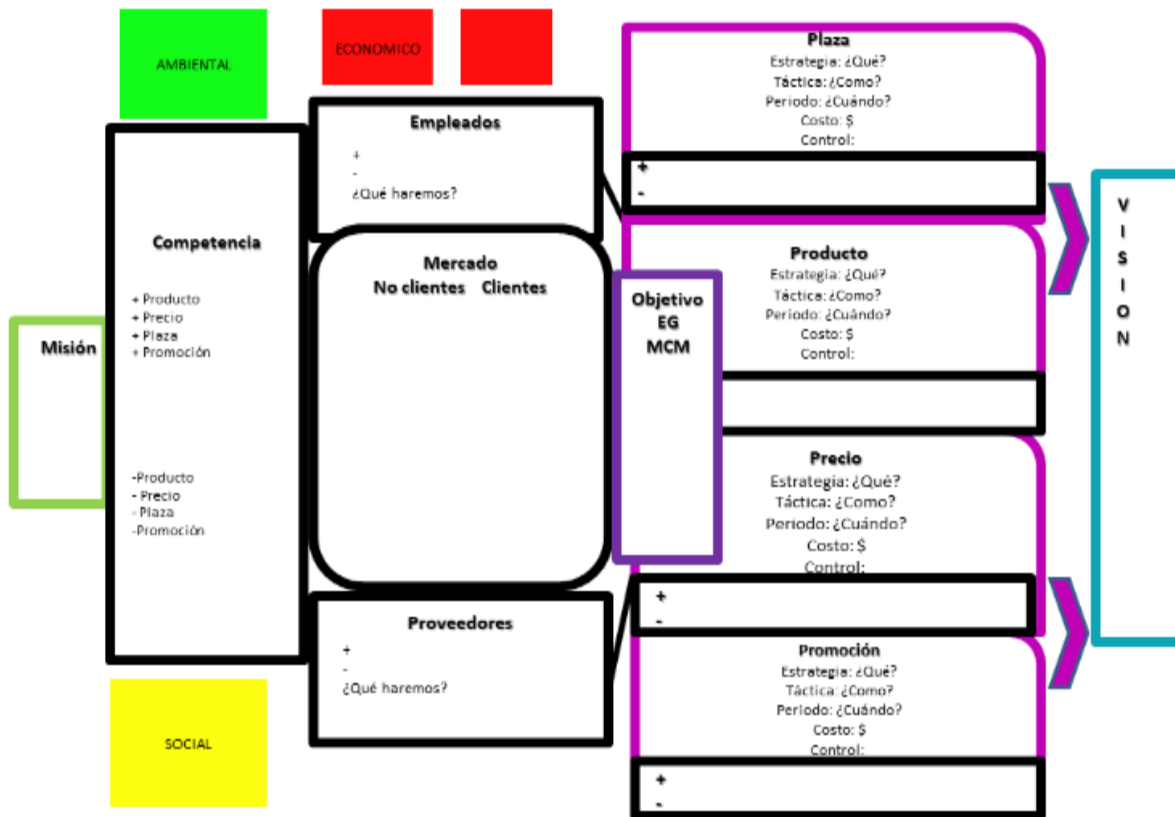 AMBIENTAL
ECONOMICO
Misión
Competencia
+ Producto
+ Precio
+ Plaza
+ Promoción
-Producto
- Precio
- Plaza
-Promoción
SOCIAL
Empleados
+
-
¿Qué haremos?
Mercado
No clientes Clientes
Proveedores
+
-
¿Qué haremos?
Objetivo
EG
MCM
Plaza
Estrategia: ¿Qué?
Táctica: ¿Como?
Periodo: ¿Cuándo?
Costo: $
Control:
+
-
Producto
Estrategia: ¿Qué?
Táctica: ¿Como?
Periodo: ¿Cuándo?
Costo: $
Control:
Precio
Estrategia: ¿Qué?
Táctica: ¿Como?
Periodo: ¿Cuándo?
Costo: $
Control:
+
-
Promoción
Estrategia: ¿Qué?
Táctica: ¿Como?
Periodo: ¿Cuándo?
Costo: $
Control:
+
-
V
I
S
I
O
N